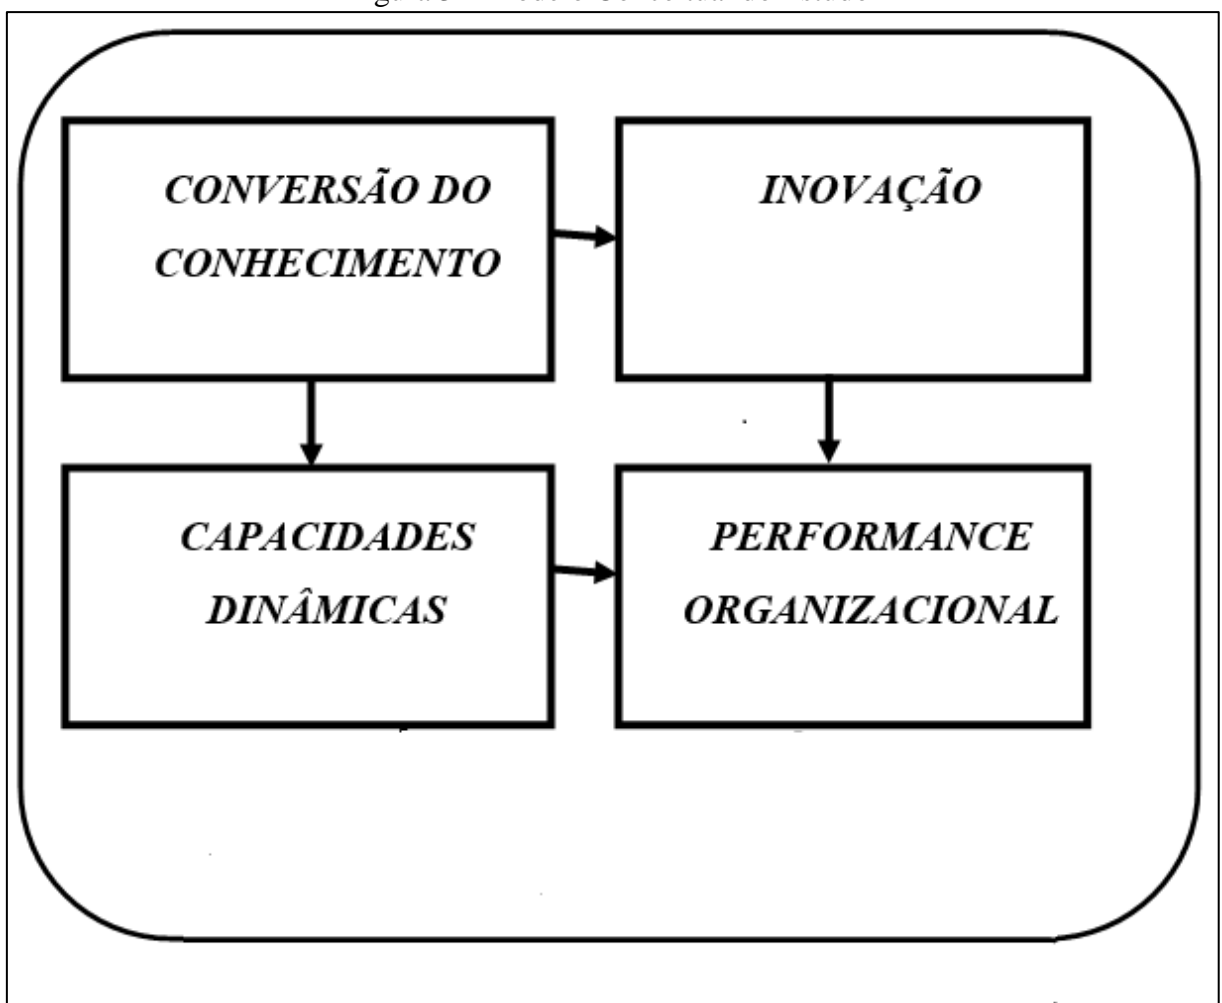 CONVERSÃO DO
CONHECIMENTO
INOVAÇÃO
CAPACIDADES
DINÂMICAS
PERFORMANCE
ORGANIZACIONAL